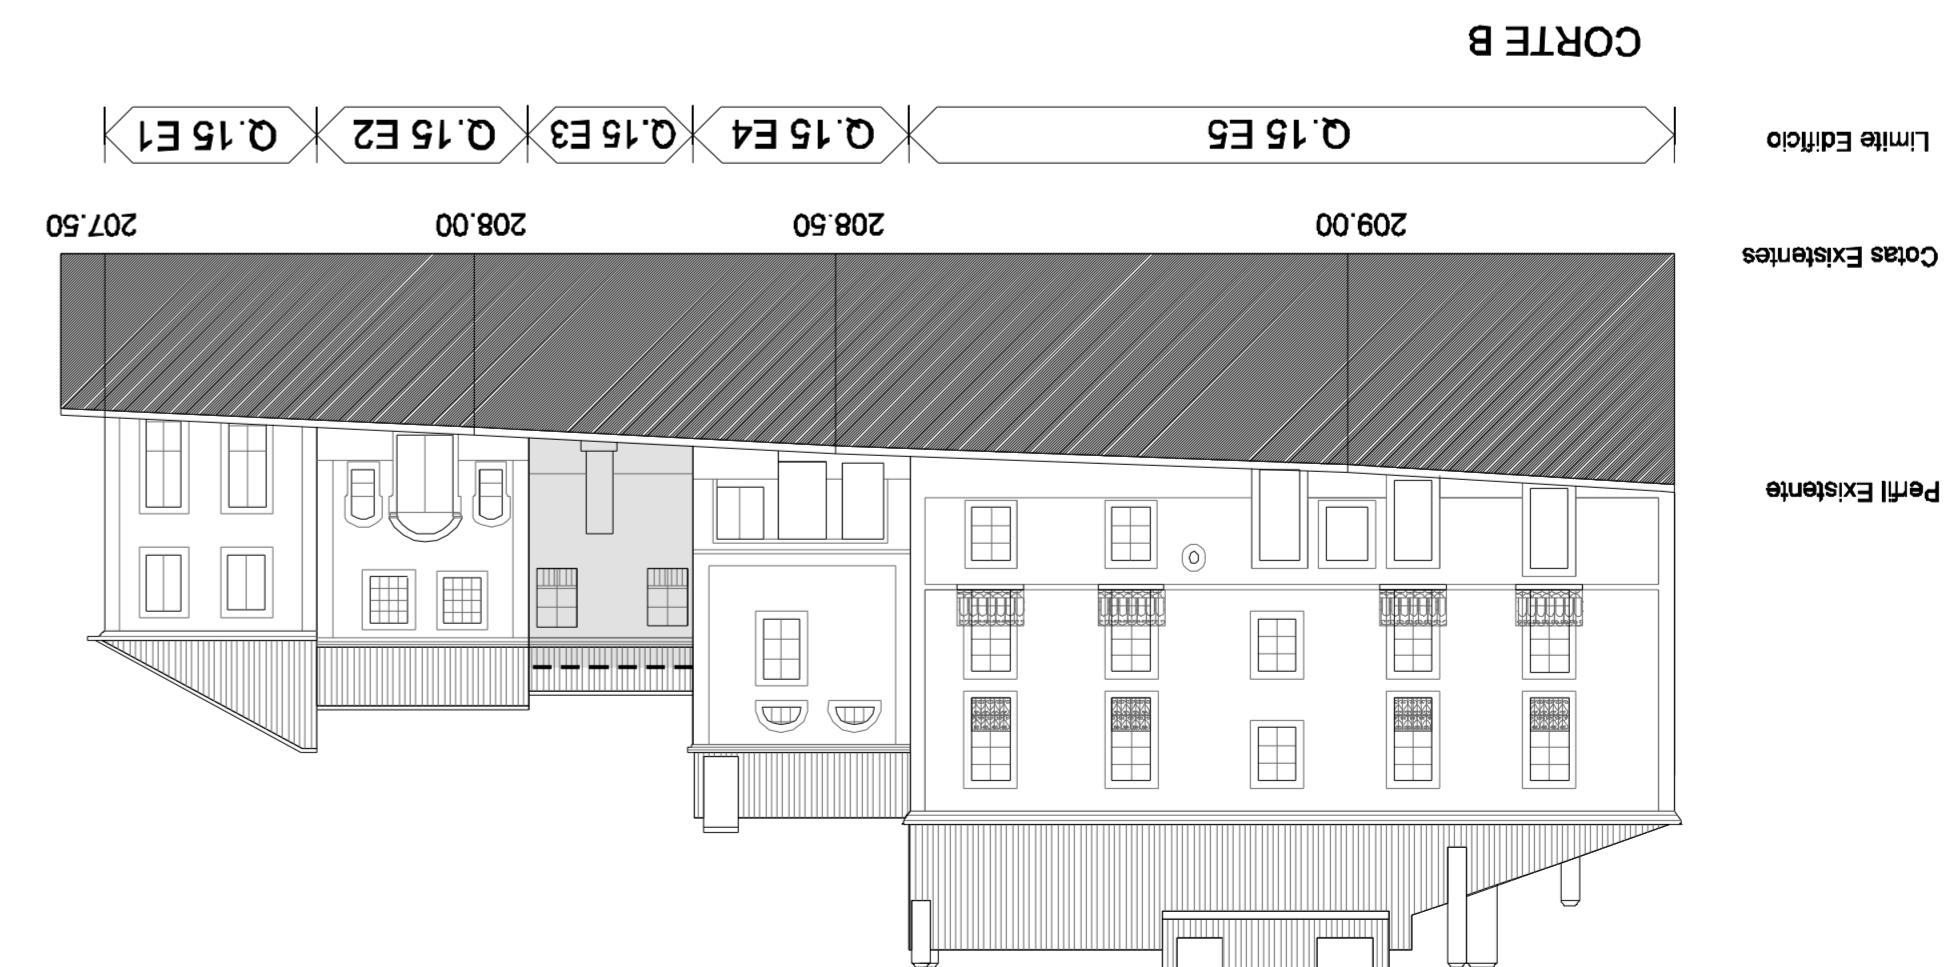 Perfil Existente
Cotas Existentes 209.00 208.50 208.00 207.50
Limite Edifício Q.15 E5 Q.15 E4 Q.15 E3 Q.15 E2 Q.15 E1
CORTE B